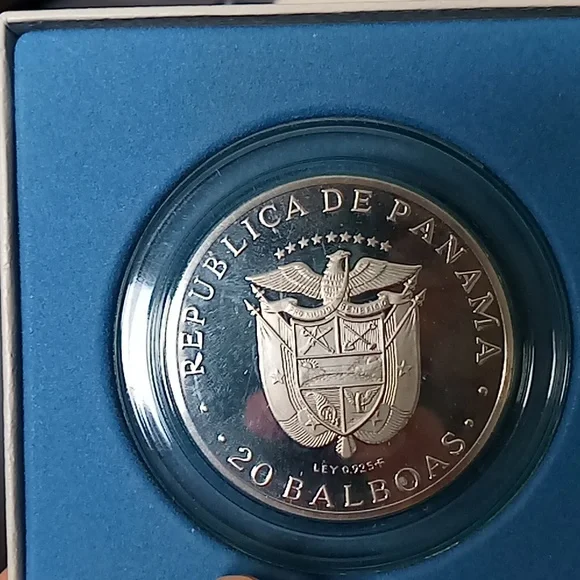 REPUBLICA DE PANAMA
LEY 0,925-F
20 BALBOAS